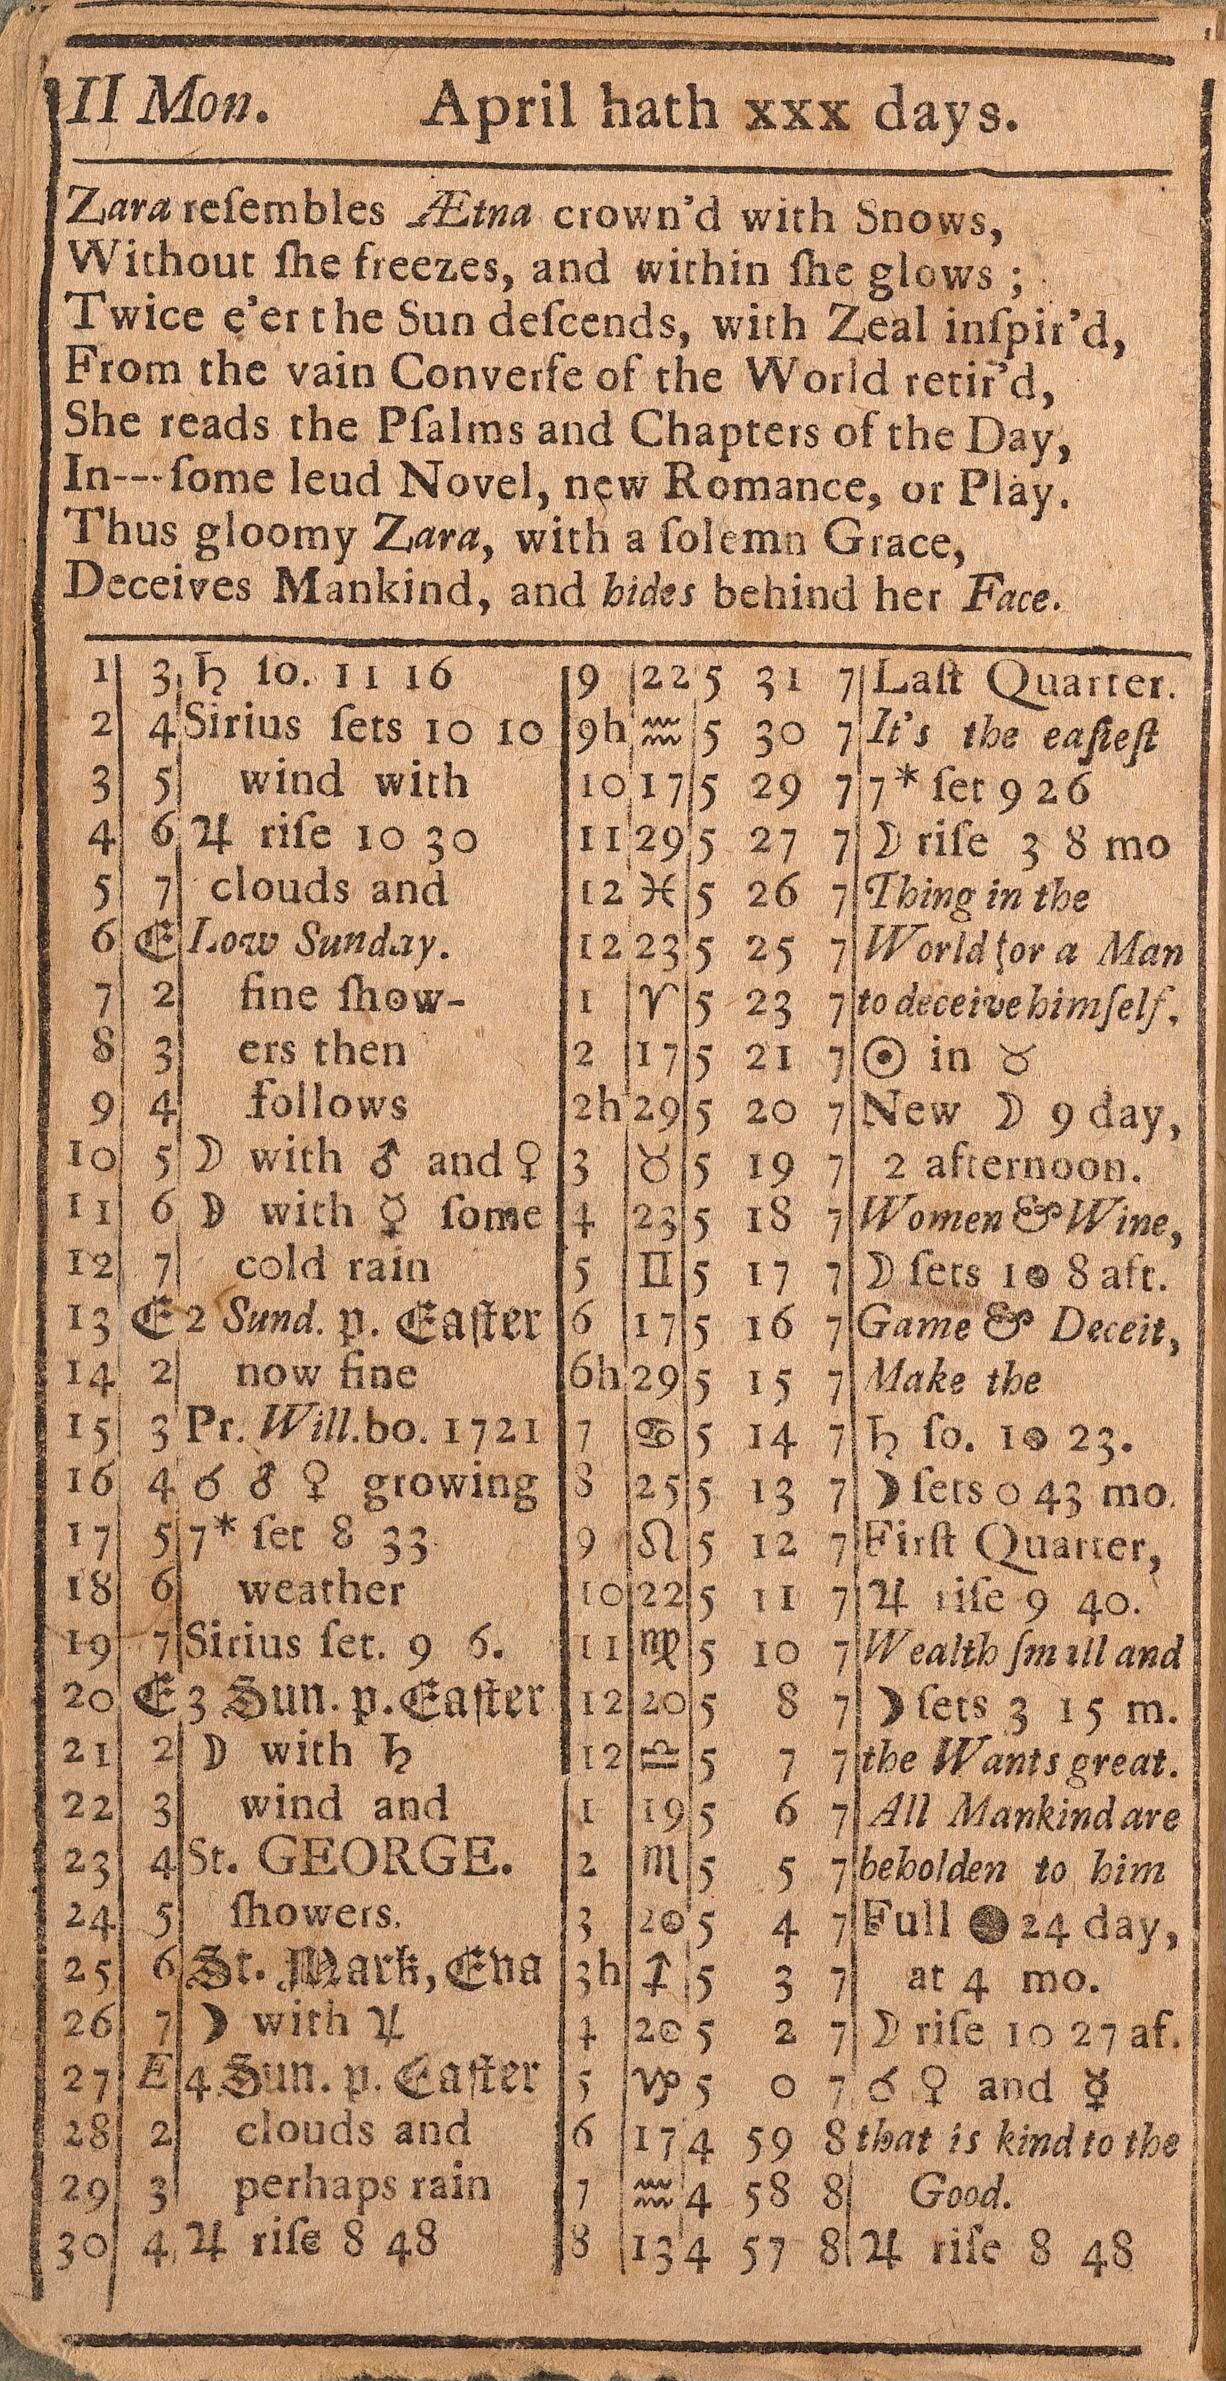 II Mon. April hath xxx days.
Zara reſembles Ætna crown'd with Snows,
Without ſhe freezes, and within ſhe glows ;
Twice e'er the Sun deſcends, with Zeal inſpir'd,
From the vain Converſe of the World retir'd,
She reads the Pſalms and Chapters of the Day,
In---ſome leud Novel, new Romance, or Play.
Thus gloomy Zara, with a ſolemn Grace,
Deceives Mankind, and hides behind her Face.
1 3 ♄ ſo. 11 16 9 22 5 31 7 Laſt Quarter.
2 4 Sirius ſets 10 10 9h ♒ 5 30 7 It's the eaſieſt
3 5 wind with 10 17 5 29 7 7* ſet 9 26
4 6 ♃ riſe 10 30 11 29 5 27 7 ☽ riſe 3 8 mo
5 7 clouds and 12 ♓ 5 26 7 Thing in the
6 E Low Sunday. 12 23 5 25 7 World for a Man
7 2 fine ſhow- 1 ♈ 5 23 7 to deceive himſelf.
8 3 ers then 2 17 5 21 7 ☉ in ♉
9 4 follows 2h 29 5 20 7 New ☽ 9 day,
10 5 ☽ with ♂ and ♀ 3 ♉ 5 19 7 2 afternoon.
11 6 ☽ with ☿ ſome 4 23 5 18 7 Women & Wine,
12 7 cold rain 5 ♊ 5 17 7 ☽ ſets 10 8 aft.
13 E 2 Sund. p. Eaſter 6 17 5 16 7 Game & Deceit,
14 2 now fine 6h 29 5 15 7 Make the
15 3 Pr. Will. bo. 1721 7 ♋ 5 14 7 ♄ ſo. 10 23.
16 4 ☌ ♂ ♀ growing 8 25 5 13 7 ☽ ſets 0 43 mo.
17 5 7* ſet 8 33 9 ♌ 5 12 7 Firſt Quarter,
18 6 weather 10 22 5 11 7 ♃ riſe 9 40.
19 7 Sirius ſet. 9 6. 11 ♍ 5 10 7 Wealth ſmall and
20 E 3 Sun. p. Eaſter 12 20 5 8 7 ☽ ſets 3 15 m.
21 2 ☽ with ♄ 12 ♎ 5 7 7 the Wants great.
22 3 wind and 1 19 5 6 7 All Mankind are
23 4 St. GEORGE. 2 ♏ 5 5 7 beholden to him
24 5 ſhowers. 3 20 5 4 7 Full ● 24 day,
25 6 St. Mark, Eva 3h ♐ 5 3 7 at 4 mo.
26 7 ☽ with ♃ 4 20 5 2 7 ☽ riſe 10 27 af.
27 E 4 Sun. p. Eaſter 5 ♑ 5 0 7 ☌ ♀ and ☿
28 2 clouds and 6 17 4 59 8 that is kind to the
29 3 perhaps rain 7 ♒ 4 58 8 Good.
30 4 ♃ riſe 8 48 8 13 4 57 8 ♃ riſe 8 48